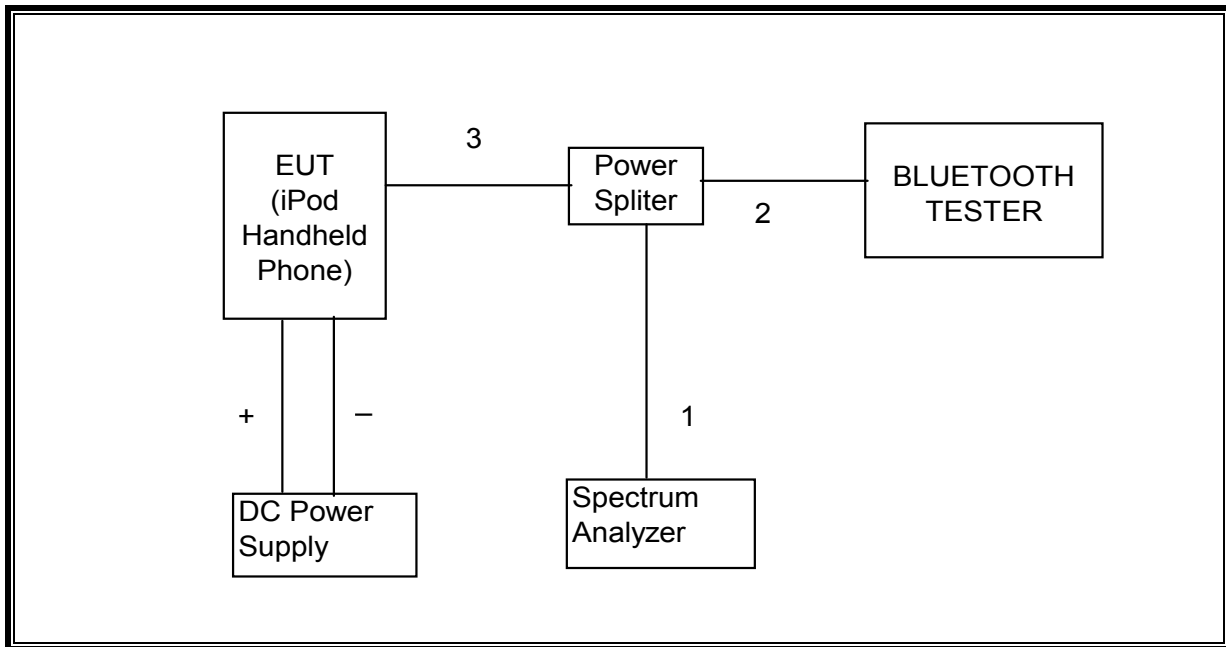 EUT
(iPod
Handheld
Phone)
3
Power
Spliter
2
BLUETOOTH
TESTER
+
–
1
DC Power
Supply
Spectrum
Analyzer